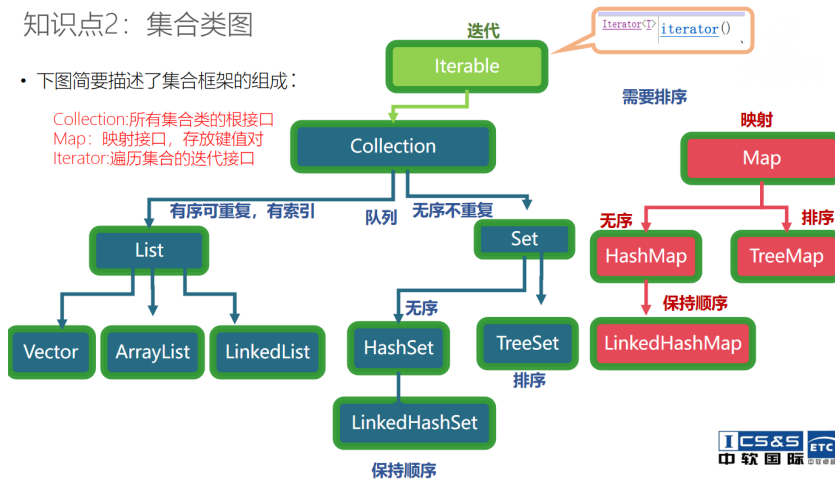 知识点2：集合类图
迭代
Iterator<T> iterator()
、
Iterable
• 下图简要描述了集合框架的组成：
需要排序
Collection:所有集合类的根接口
Map：映射接口，存放键值对
Iterator:遍历集合的迭代接口
映射
Collection
Map
有序可重复，有索引
队列
无序不重复
无序
排序
List
Set
HashMap
TreeMap
无序
保持顺序
Vector
ArrayList
LinkedList
HashSet
TreeSet
LinkedHashMap
排序
LinkedHashSet
保持顺序
ICS&S
中软国际
ETC